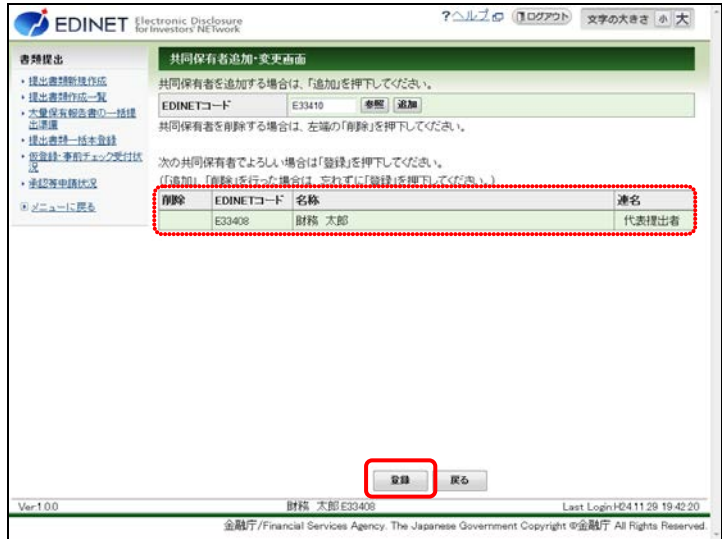 EDINET Electronic Disclosure for Investors' NETwork
?ヘルプ ログアウト 文字の大きさ 小 大
書類提出
・提出書類新規作成
・提出書類作成一覧
・大量保有報告書の一括提出準備
・提出書類一括本登録
・仮登録・事前チェック受付状況
・承認等申請状況
メニューに戻る
共同保有者追加・変更画面
共同保有者を追加する場合は、「追加」を押下してください。
EDINETコード E33410 参照 追加
共同保有者を削除する場合は、左端の「削除」を押下してください。
次の共同保有者でよろしい場合は「登録」を押下してください。
(「追加」、「削除」を行った場合は、忘れずに「登録」を押下してください。)
削除 EDINETコード 名称 連名
E33408 財務 太郎 代表提出者
登録 戻る
Ver.1.0.0 財務 太郎 E33408 Last Login:H24.11.29 19:42:20
金融庁/Financial Services Agency. The Japanese Government Copyright ©金融庁 All Rights Reserved.